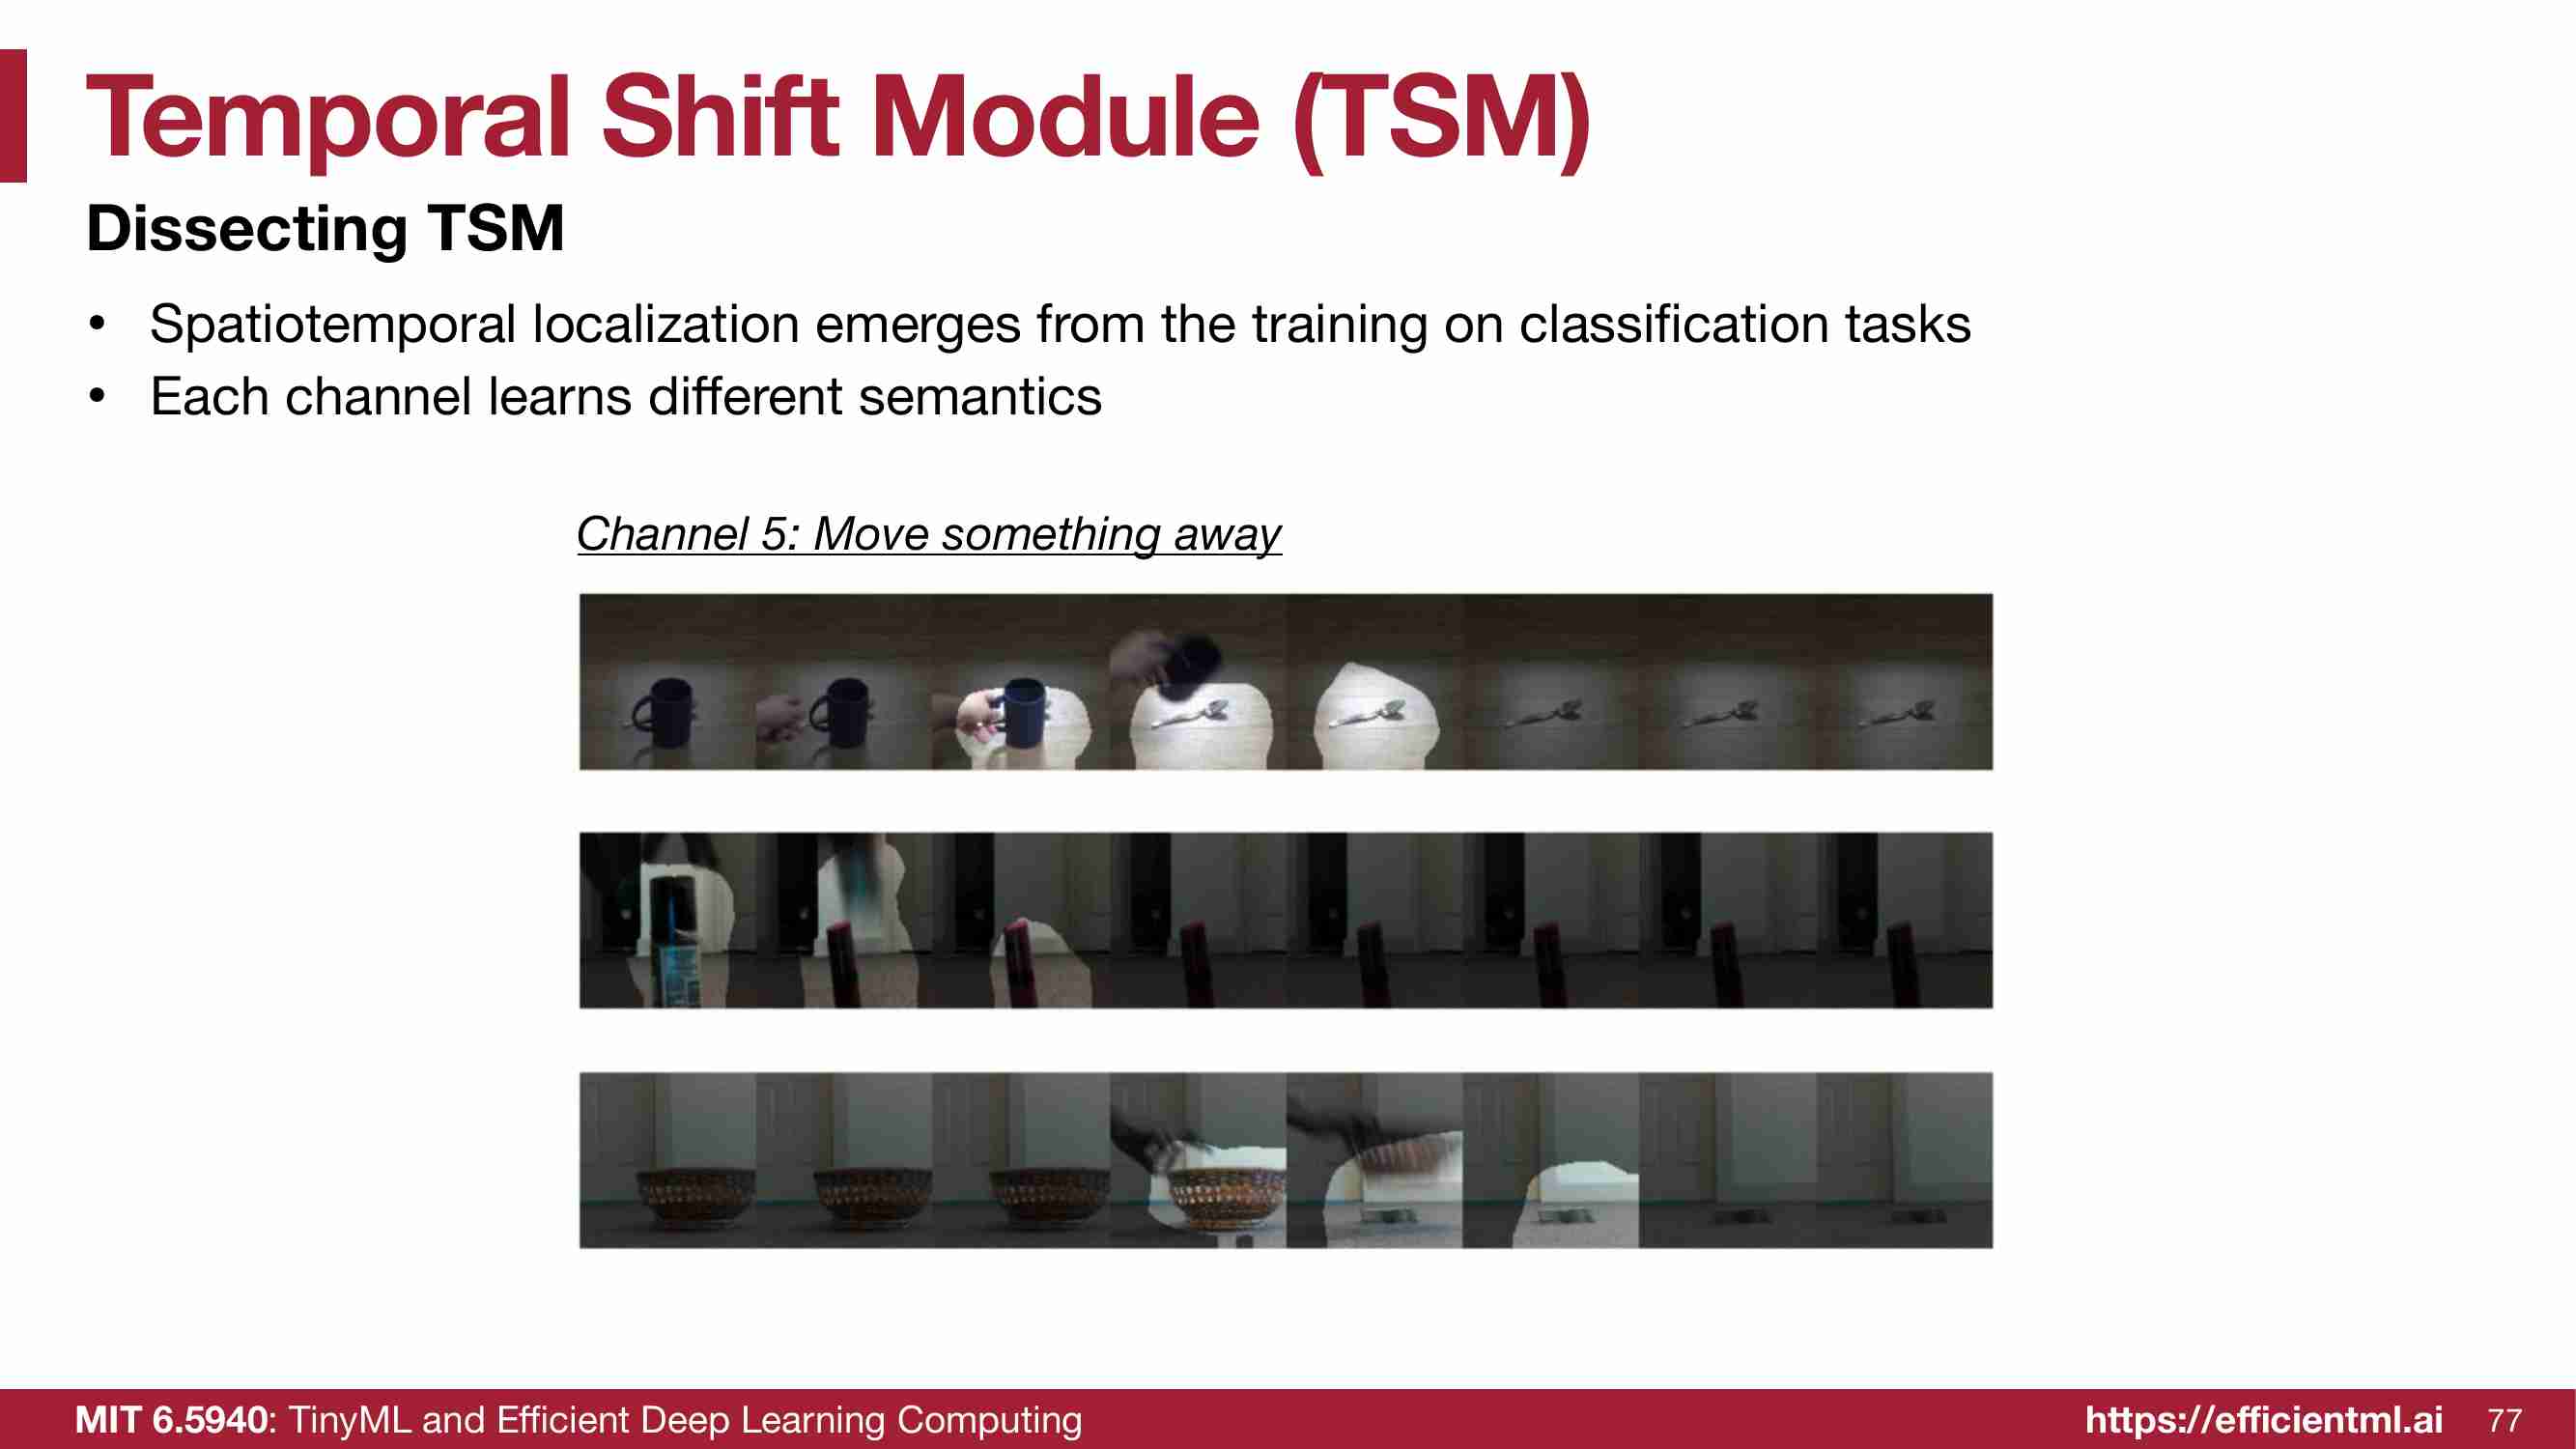 Temporal Shift Module (TSM)
Dissecting TSM
• Spatiotemporal localization emerges from the training on classification tasks
• Each channel learns different semantics
Channel 5: Move something away
MIT 6.5940: TinyML and Efficient Deep Learning Computing
https://efficientml.ai 77